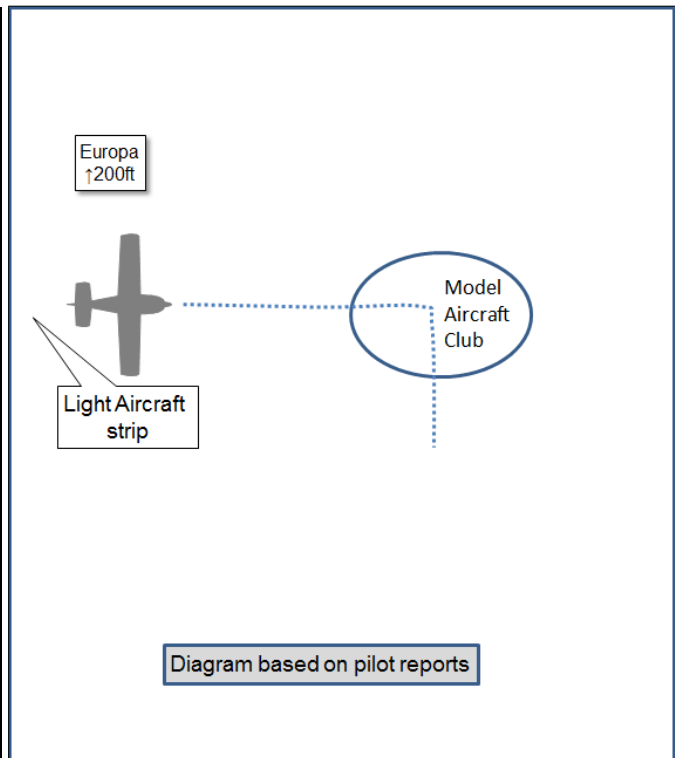 Europa
↑200ft
Model
Aircraft
Club
Light Aircraft
strip
Diagram based on pilot reports